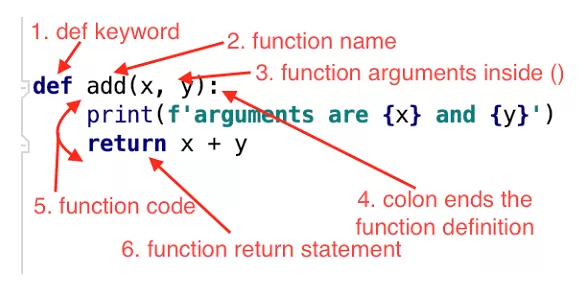 1. def keyword
2. function name
3. function arguments inside ()
def add(x, y):
print(f'arguments are {x} and {y}')
return x + y
5. function code
4. colon ends the
function definition
6. function return statement